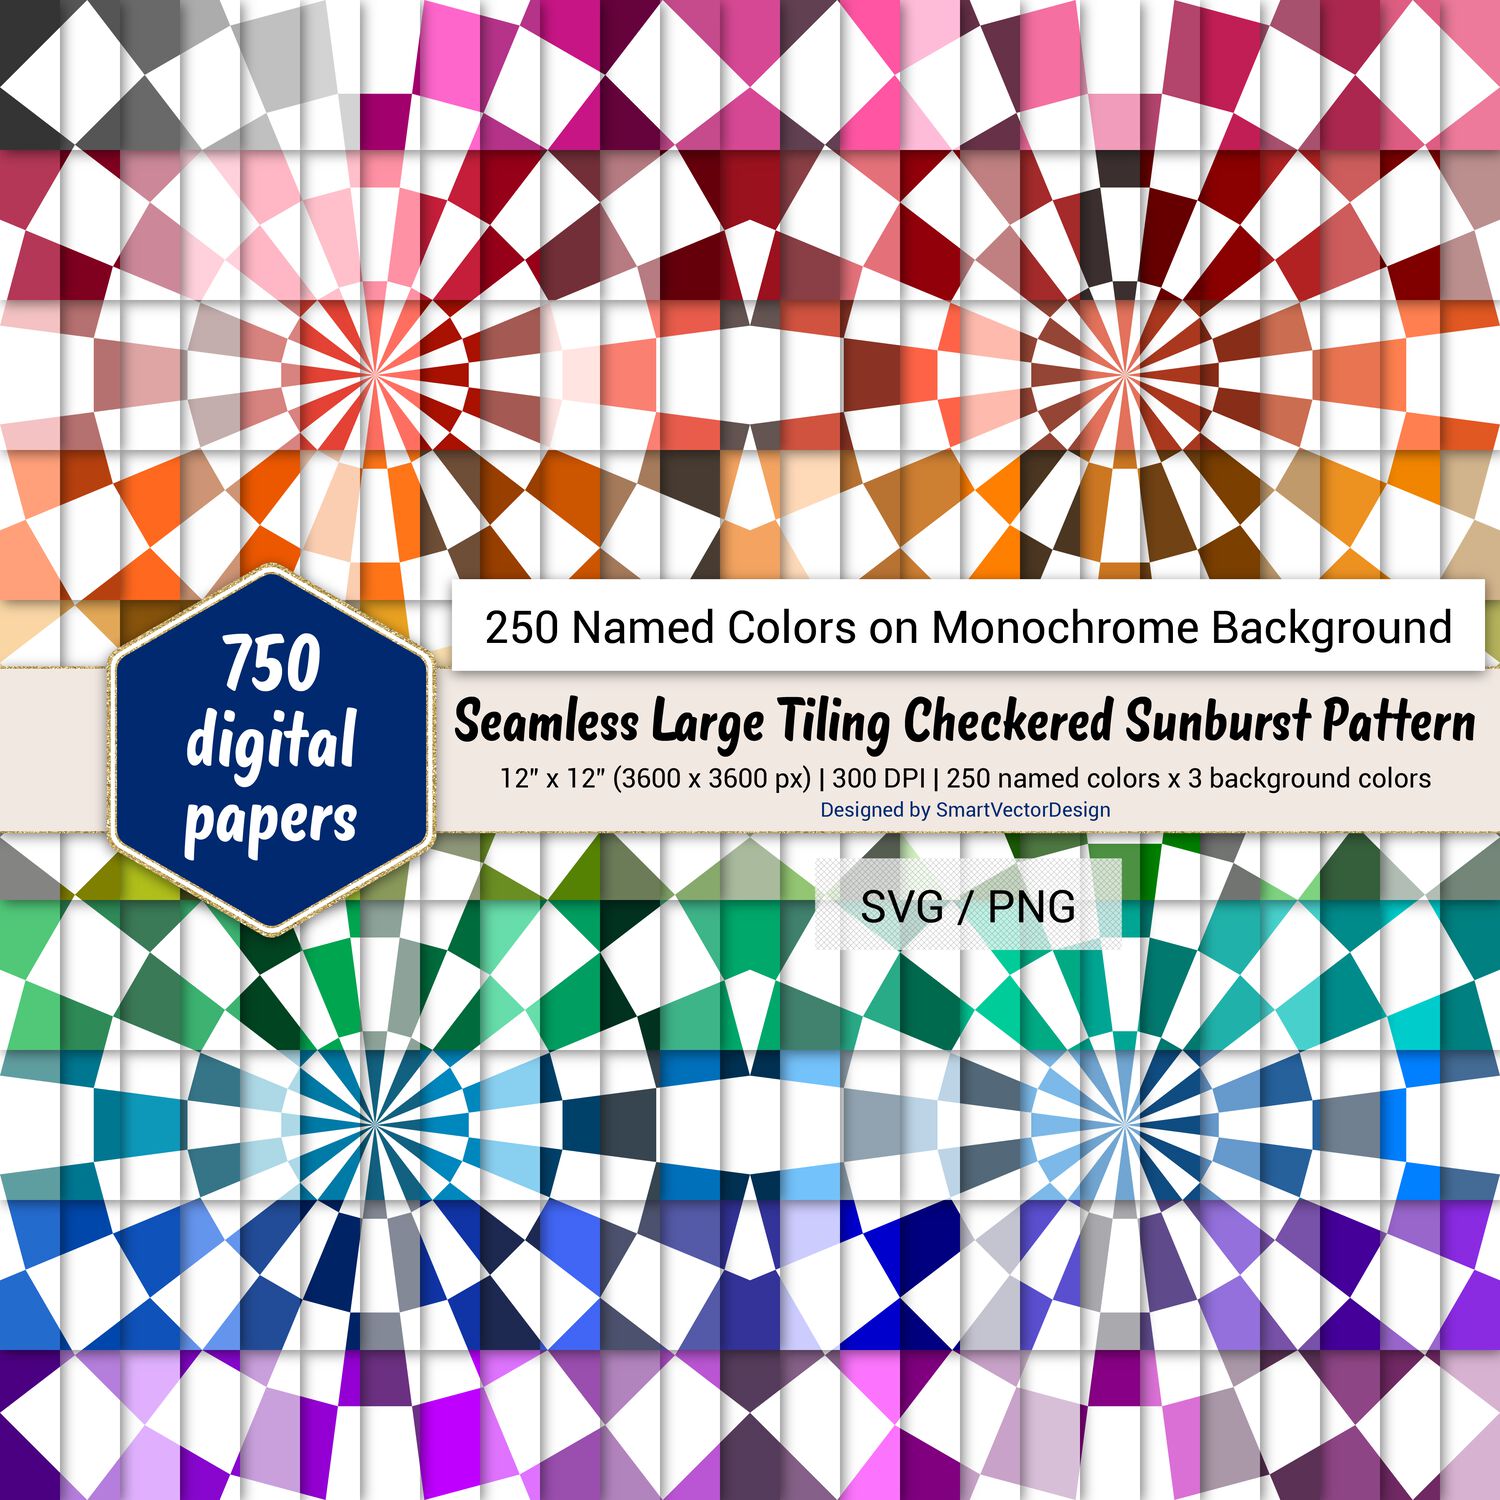 250 Named Colors on Monochrome Background
750
digital
papers
Seamless Large Tiling Checkered Sunburst Pattern
12" x 12" (3600 x 3600 px) | 300 DPI | 250 named colors x 3 background colors
Designed by SmartVectorDesign
SVG / PNG